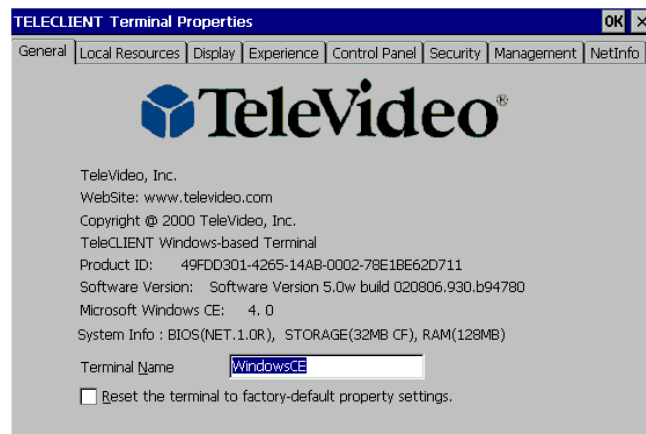 TELECLIENT Terminal Properties OK ×
General Local Resources Display Experience Control Panel Security Management NetInfo
TeleVideo®
TeleVideo, Inc.
WebSite: www.televideo.com
Copyright @ 2000 TeleVideo, Inc.
TeleCLIENT Windows-based Terminal
Product ID: 49FDD301-4265-14AB-0002-78E1BE62D711
Software Version: Software Version 5.0w build 020806.930.b94780
Microsoft Windows CE: 4. 0
System Info : BIOS(NET.1.0R), STORAGE(32MB CF), RAM(128MB)
Terminal Name WindowsCE
Reset the terminal to factory-default property settings.